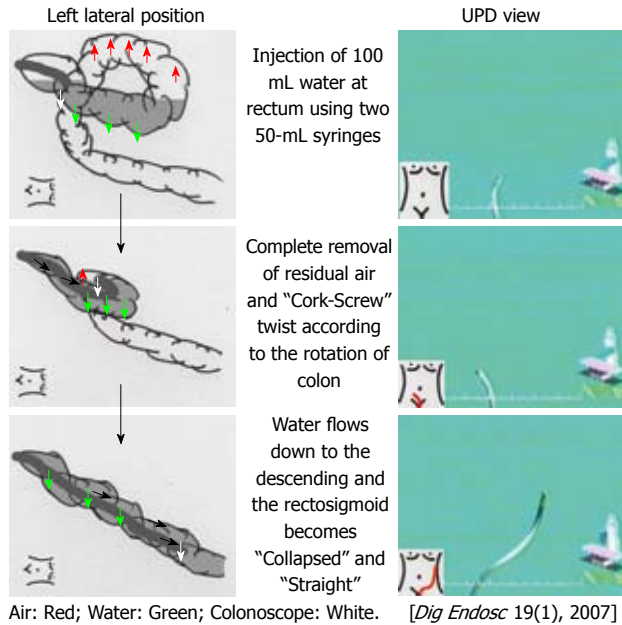 Left lateral position
UPD view
Injection of 100
mL water at
rectum using two
50-mL syringes
Complete removal
of residual air
and “Cork-Screw”
twist according
to the rotation of
colon
Water flows
down to the
descending and
the rectosigmoid
becomes
“Collapsed” and
“Straight”
Air: Red; Water: Green; Colonoscope: White.
[Dig Endosc 19(1), 2007]